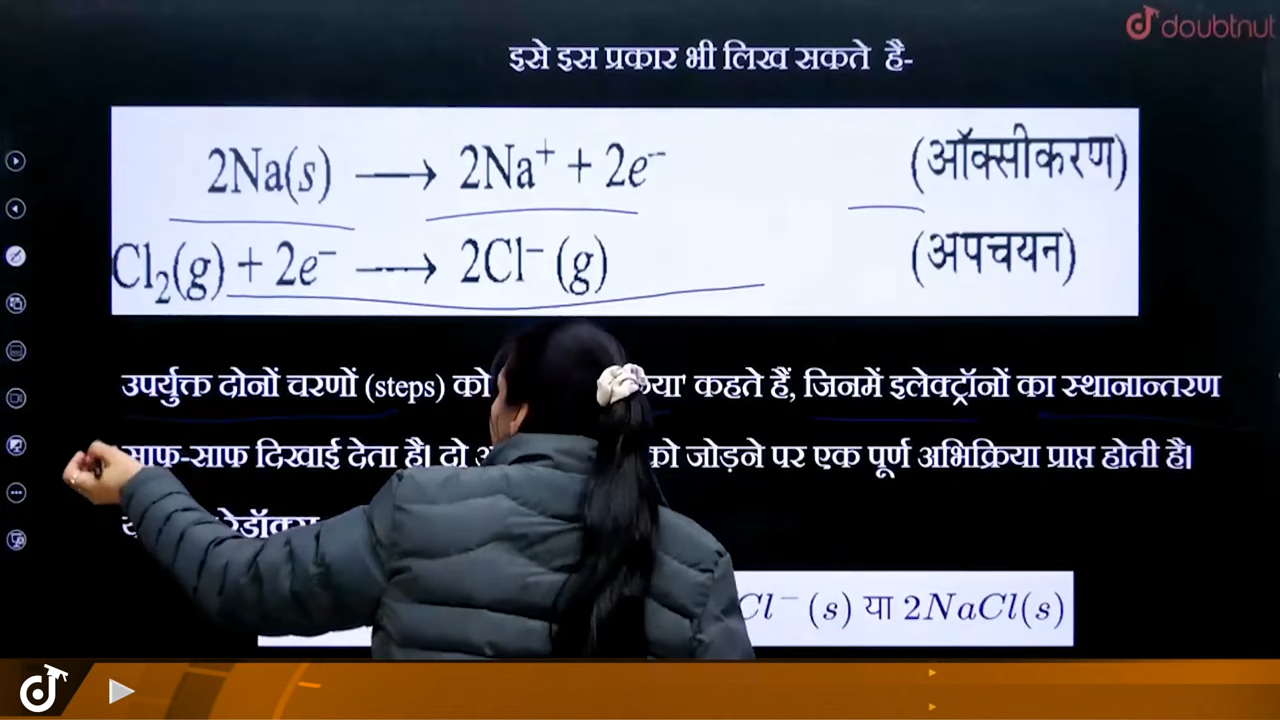 doubtnut
इसे इस प्रकार भी लिख सकते हैं-
2Na(s) ⟶ 2Na⁺ + 2e⁻ (ऑक्सीकरण)
Cl₂(g) + 2e⁻ ⟶ 2Cl⁻ (g) (अपचयन)
उपर्युक्त दोनों चरणों (steps) को कहते हैं, जिनमें इलेक्ट्रॉनों का स्थानान्तरण
साफ-साफ दिखाई देता है। दो को जोड़ने पर एक पूर्ण अभिक्रिया प्राप्त होती है।
रेडॉक्स
Cl⁻ (s) या 2NaCl(s)